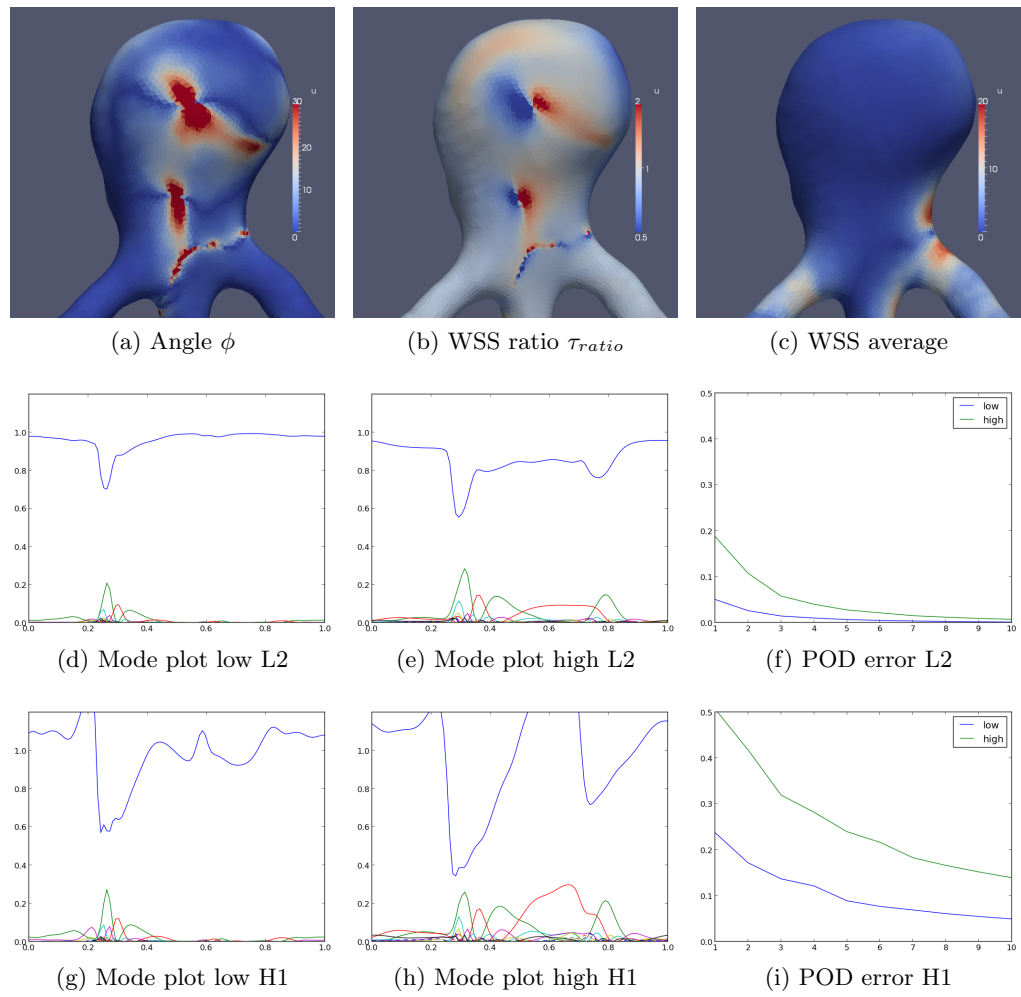 u
30
20
10
0
u
2
1
0.5
u
20
10
0
(a) Angle ϕ
(b) WSS ratio τ_ratio
(c) WSS average
1.0
0.8
0.6
0.4
0.2
0.0
0.0 0.2 0.4 0.6 0.8 1.0
1.0
0.8
0.6
0.4
0.2
0.0
0.0 0.2 0.4 0.6 0.8 1.0
0.5
0.4
0.3
0.2
0.1
0.0
1 2 3 4 5 6 7 8 9 10
low
high
(d) Mode plot low L2
(e) Mode plot high L2
(f) POD error L2
1.0
0.8
0.6
0.4
0.2
0.0
0.0 0.2 0.4 0.6 0.8 1.0
1.0
0.8
0.6
0.4
0.2
0.0
0.0 0.2 0.4 0.6 0.8 1.0
0.5
0.4
0.3
0.2
0.1
0.0
1 2 3 4 5 6 7 8 9 10
low
high
(g) Mode plot low H1
(h) Mode plot high H1
(i) POD error H1